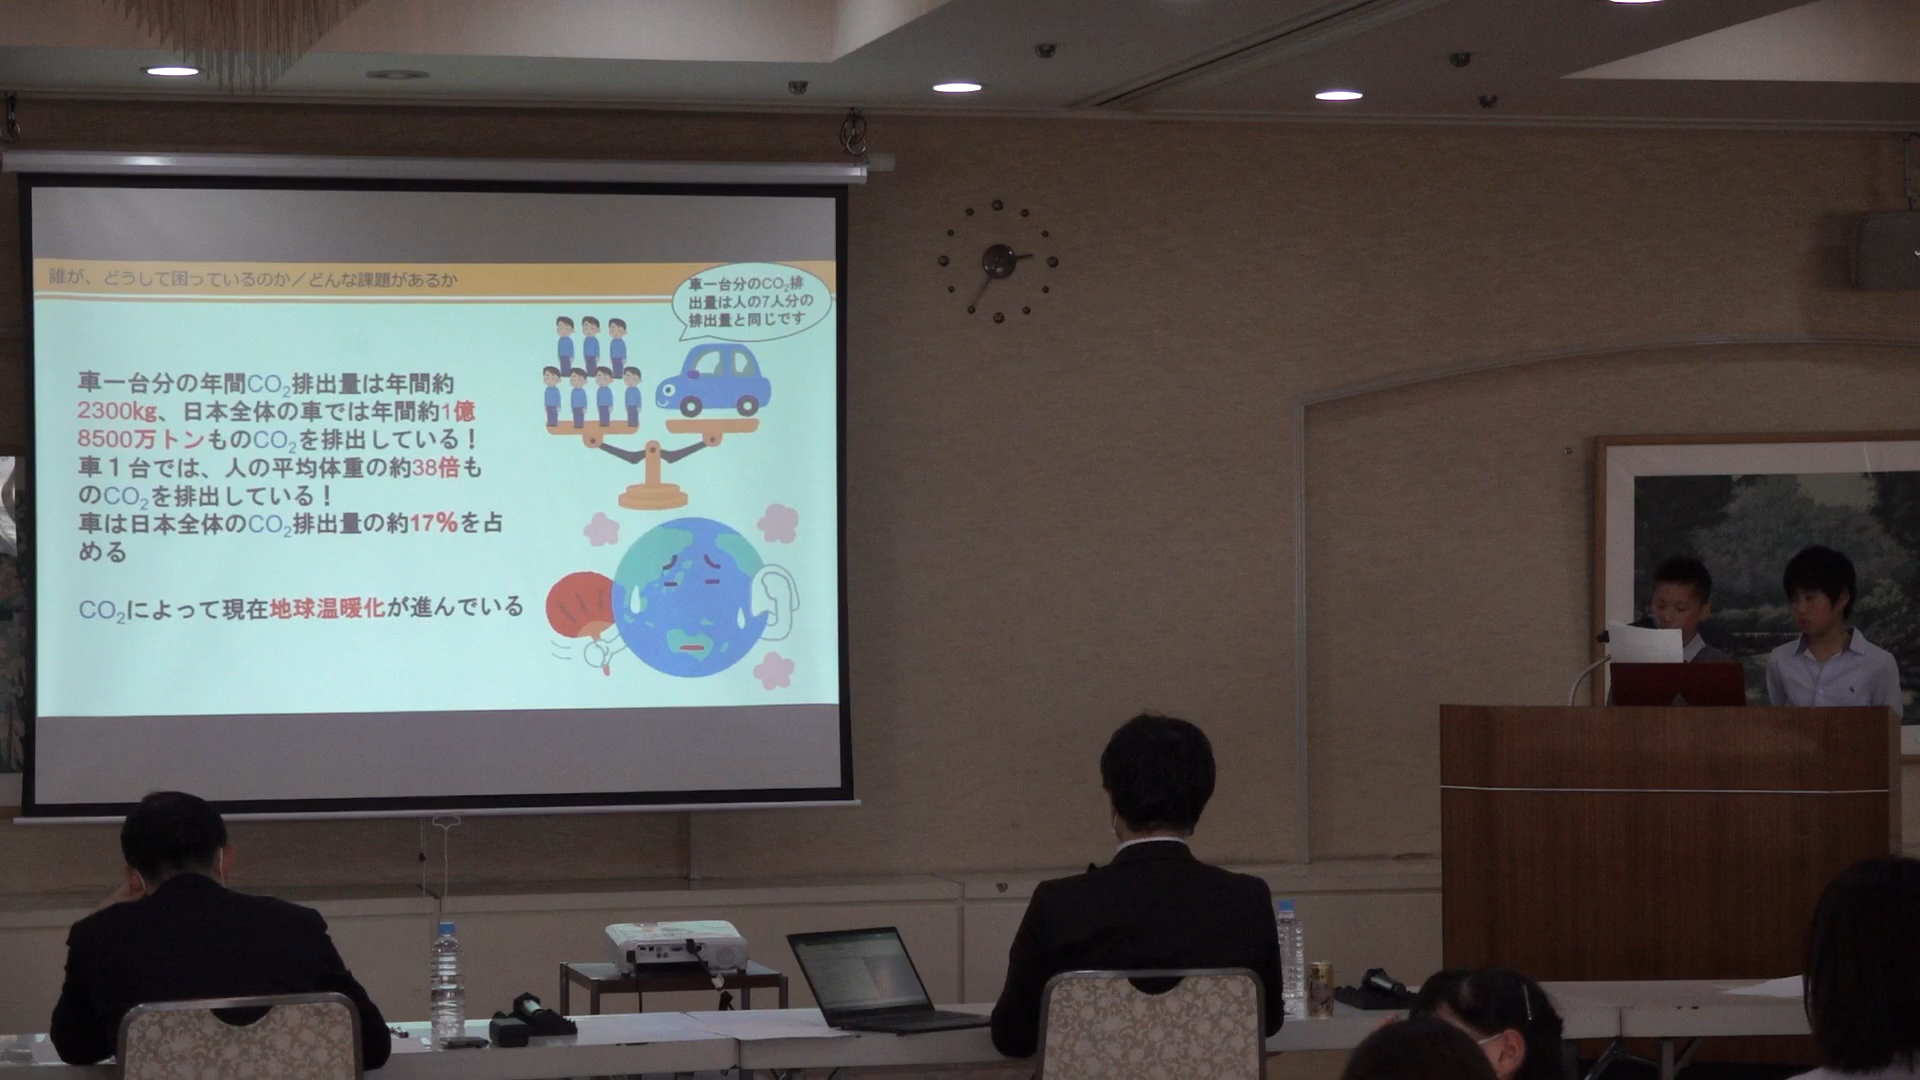 誰が、どうして困っているのか／どんな課題があるか
車一台分のCO2排
出量は人の7人分の
排出量と同じです
車一台分の年間CO2排出量は年間約
2300kg、日本全体の車では年間約1億
8500万トンものCO2を排出している！
車１台では、人の平均体重の約38倍も
のCO2を排出している！
車は日本全体のCO2排出量の約17%を占
める
CO2によって現在地球温暖化が進んでいる